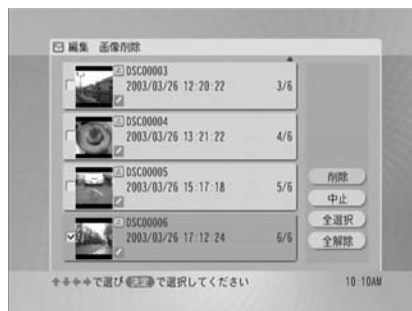 編集 画像削除
DSC00003
2003/03/26 12:20:22 3/6
DSC00004
2003/03/26 13:21:22 4/6
DSC00005
2003/03/26 15:17:18 5/6
DSC00006
2003/03/26 17:12:24 6/6
削除
中止
全選択
全解除
で選び 決定 で選択してください 10:10AM